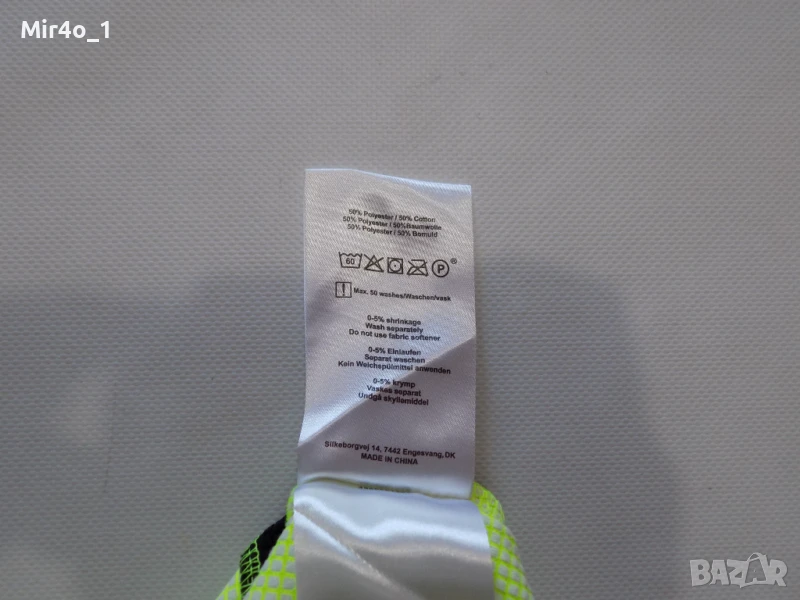 Mir4o_1
50% Polyester / 50% Cotton
50% Polyester / 50%Baumwolle
50% Polyester / 50% Bamuld
60
P
®
! Max. 50 washes/Waschen/vask
0-5% shrinkage
Wash separately
Do not use fabric softener
0-5% Einlaufen
Separat waschen
Kein Weichspülmittel anwenden
0-5% krymp
Vaskes separat
Undgå skyllemiddel
Silkeborgvej 14, 7442 Engesvang, DK
MADE IN CHINA
BAZAR